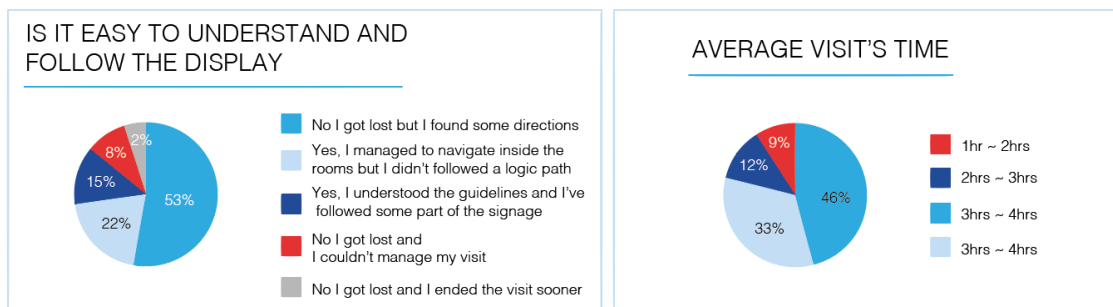 IS IT EASY TO UNDERSTAND AND
FOLLOW THE DISPLAY
2%
8%
15%
53%
22%
No I got lost but I found some directions
Yes, I managed to navigate inside the
rooms but I didn't followed a logic path
Yes, I understood the guidelines and I've
followed some part of the signage
No I got lost and
I couldn't manage my visit
No I got lost and I ended the visit sooner
AVERAGE VISIT'S TIME
9%
12%
46%
33%
1hr ~ 2hrs
2hrs ~ 3hrs
3hrs ~ 4hrs
3hrs ~ 4hrs